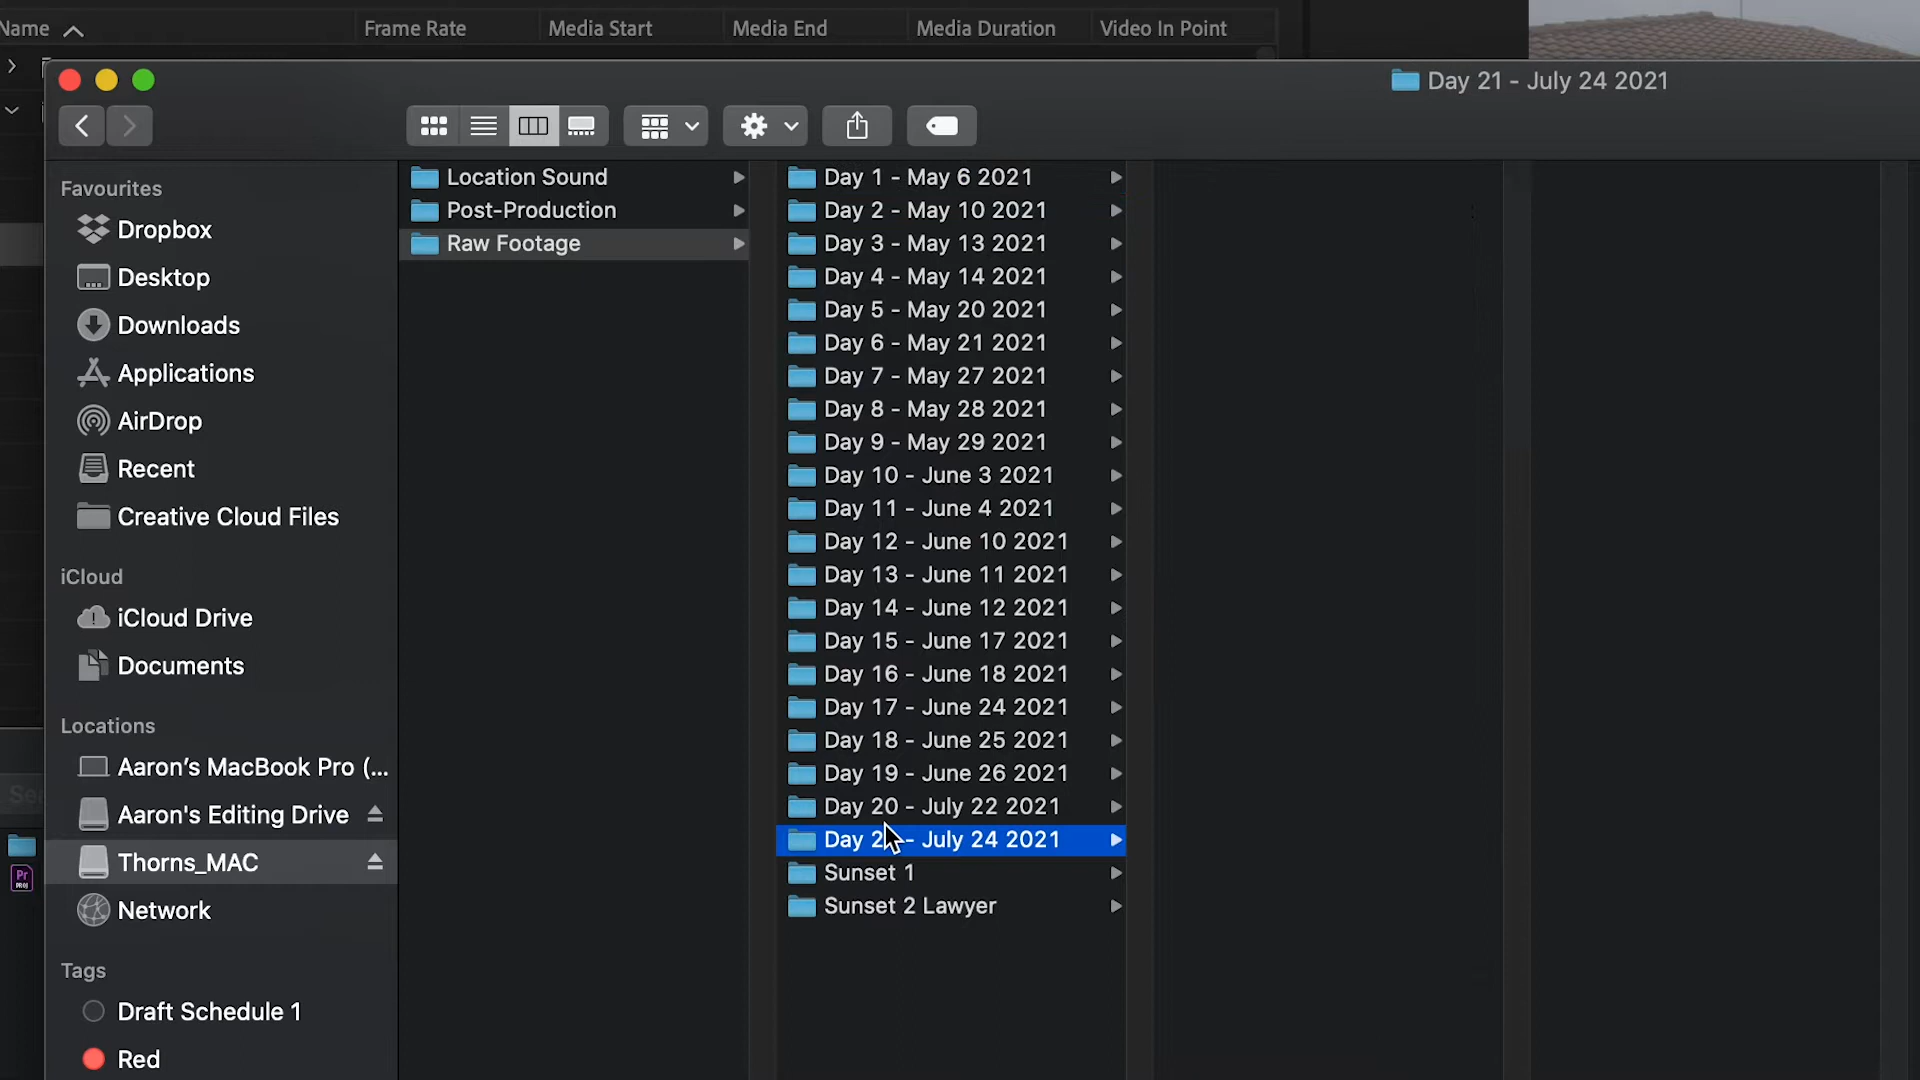 Name Frame Rate Media Start Media End Media Duration Video In Point
Day 21 - July 24 2021
Favourites
Dropbox
Desktop
Downloads
Applications
AirDrop
Recent
Creative Cloud Files
iCloud
iCloud Drive
Documents
Locations
Aaron's MacBook Pro (...
Aaron's Editing Drive
Thorns_MAC
Network
Tags
Draft Schedule 1
Red
Location Sound
Post-Production
Raw Footage
Day 1 - May 6 2021
Day 2 - May 10 2021
Day 3 - May 13 2021
Day 4 - May 14 2021
Day 5 - May 20 2021
Day 6 - May 21 2021
Day 7 - May 27 2021
Day 8 - May 28 2021
Day 9 - May 29 2021
Day 10 - June 3 2021
Day 11 - June 4 2021
Day 12 - June 10 2021
Day 13 - June 11 2021
Day 14 - June 12 2021
Day 15 - June 17 2021
Day 16 - June 18 2021
Day 17 - June 24 2021
Day 18 - June 25 2021
Day 19 - June 26 2021
Day 20 - July 22 2021
Day 21 - July 24 2021
Sunset 1
Sunset 2 Lawyer
Pr
PROJ